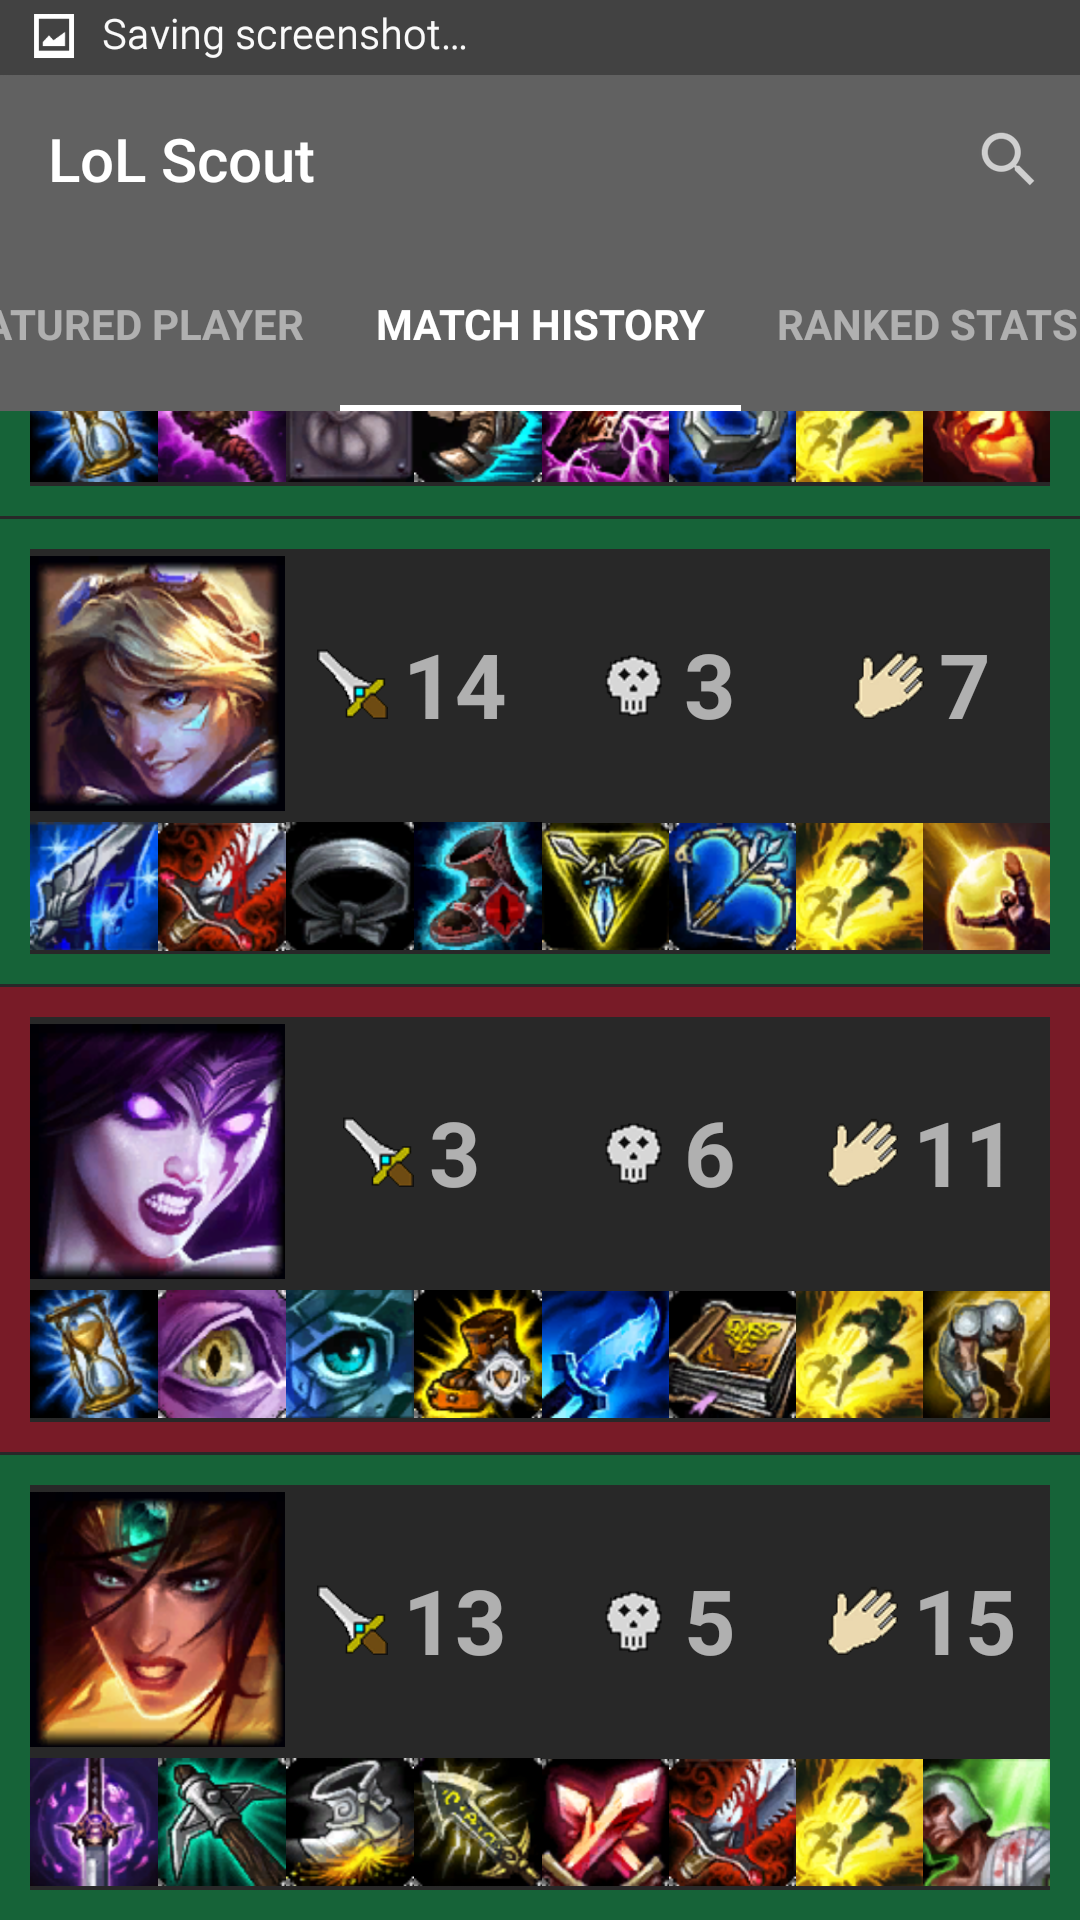 Saving screenshot...
LoL Scout
ATURED PLAYER MATCH HISTORY RANKED STATS
14 3 7
3 6 11
13 5 15